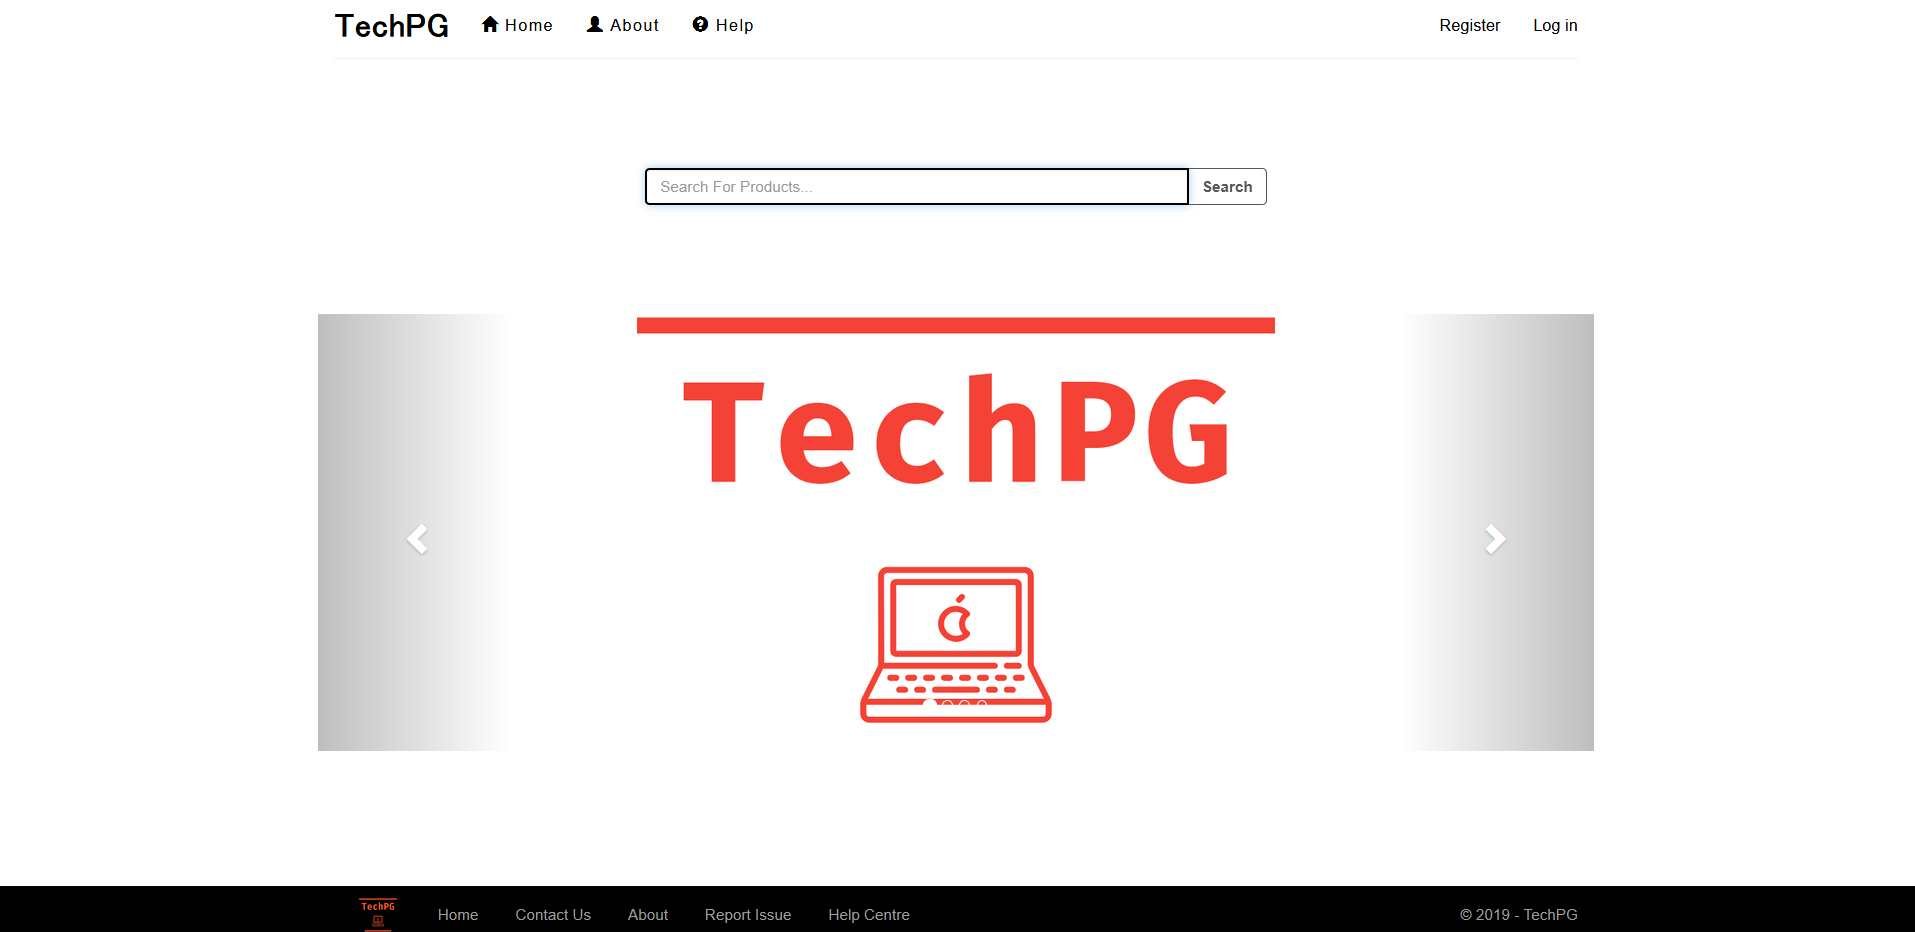 TechPG Home About Help Register Log in
Search For Products... Search
TechPG
TechPG Home Contact Us About Report Issue Help Centre © 2019 - TechPG